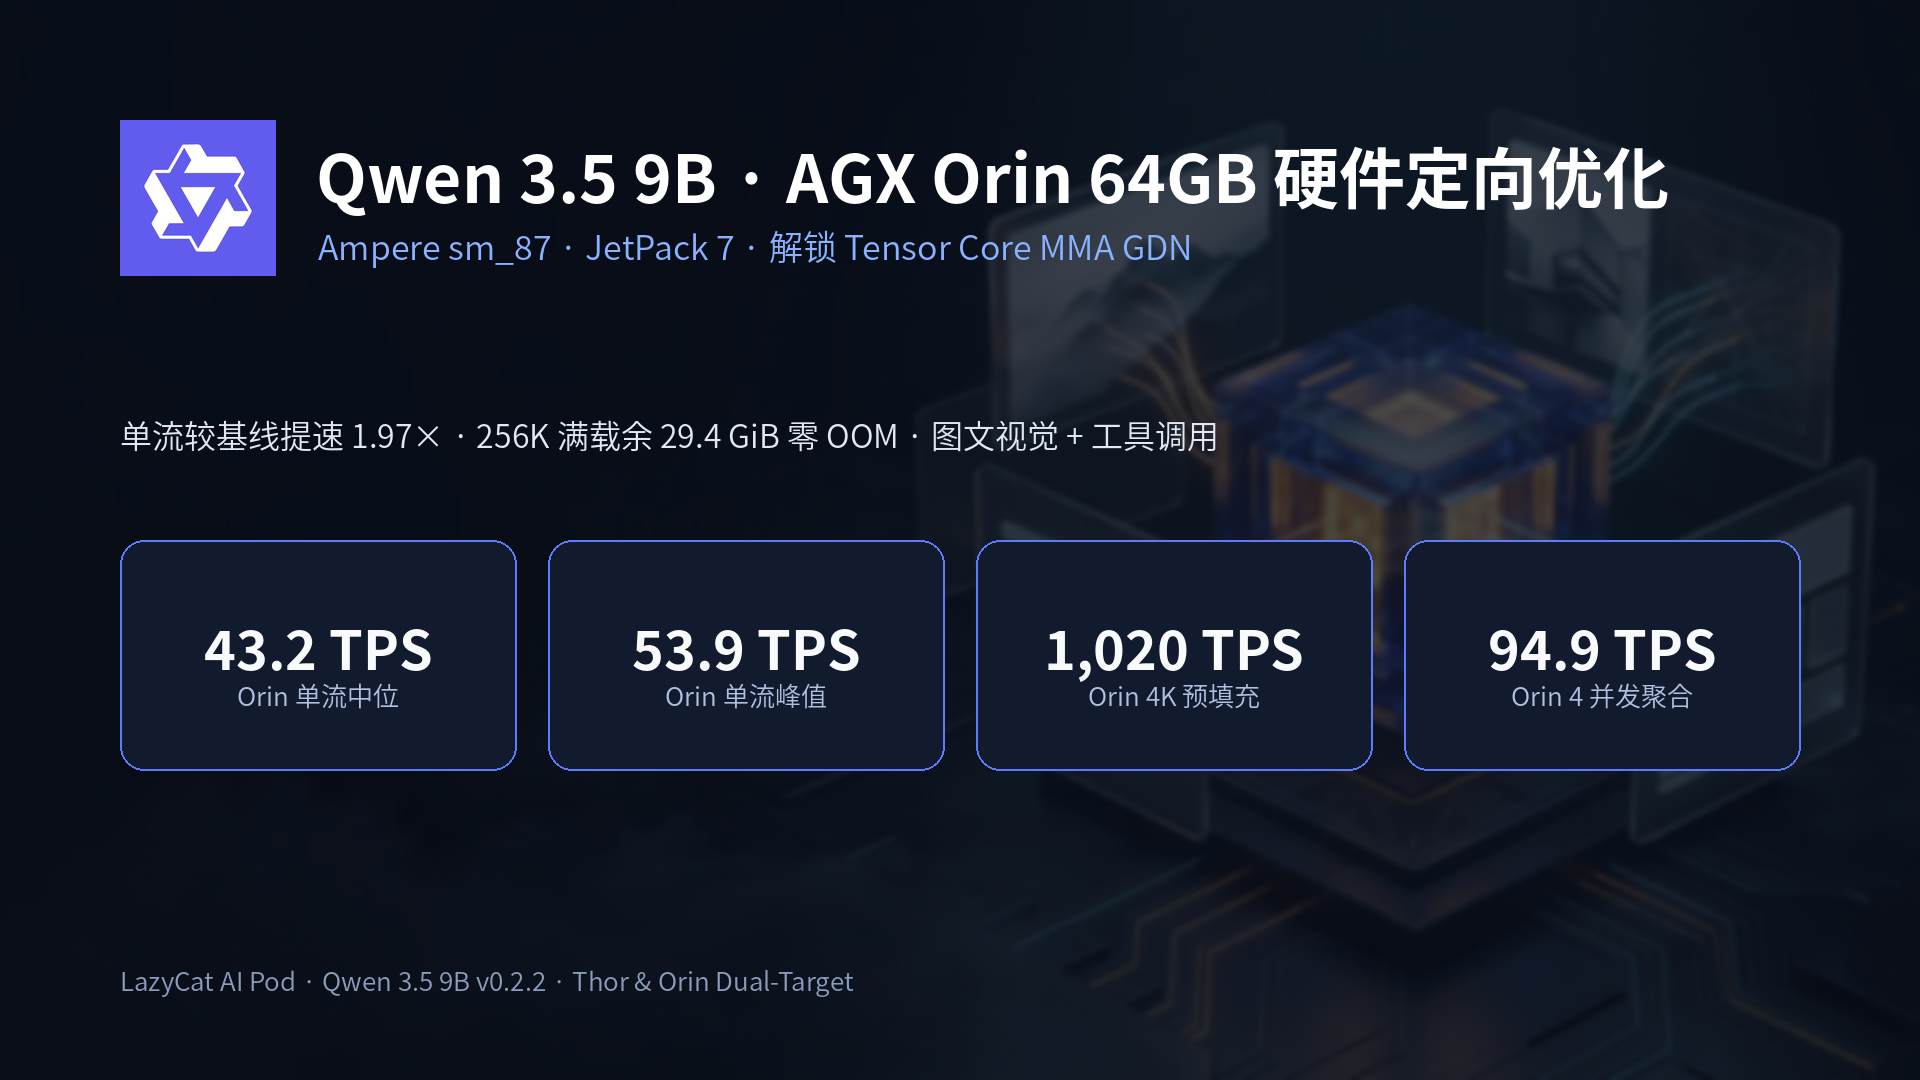 Qwen 3.5 9B · AGX Orin 64GB 硬件定向优化
Ampere sm_87 · JetPack 7 · 解锁 Tensor Core MMA GDN
单流较基线提速 1.97× · 256K 满载余 29.4 GiB 零 OOM · 图文视觉 + 工具调用
43.2 TPS
Orin 单流中位
53.9 TPS
Orin 单流峰值
1,020 TPS
Orin 4K 预填充
94.9 TPS
Orin 4 并发聚合
LazyCat AI Pod · Qwen 3.5 9B v0.2.2 · Thor & Orin Dual-Target